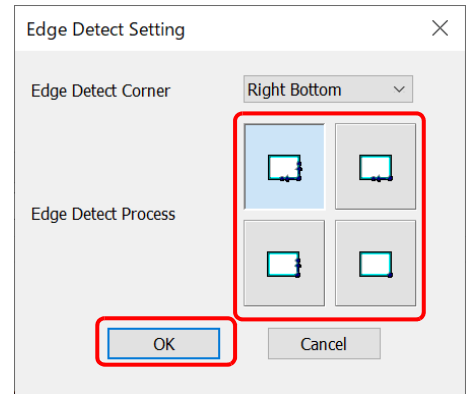 Edge Detect Setting
Edge Detect Corner
Right Bottom
Edge Detect Process
OK
Cancel